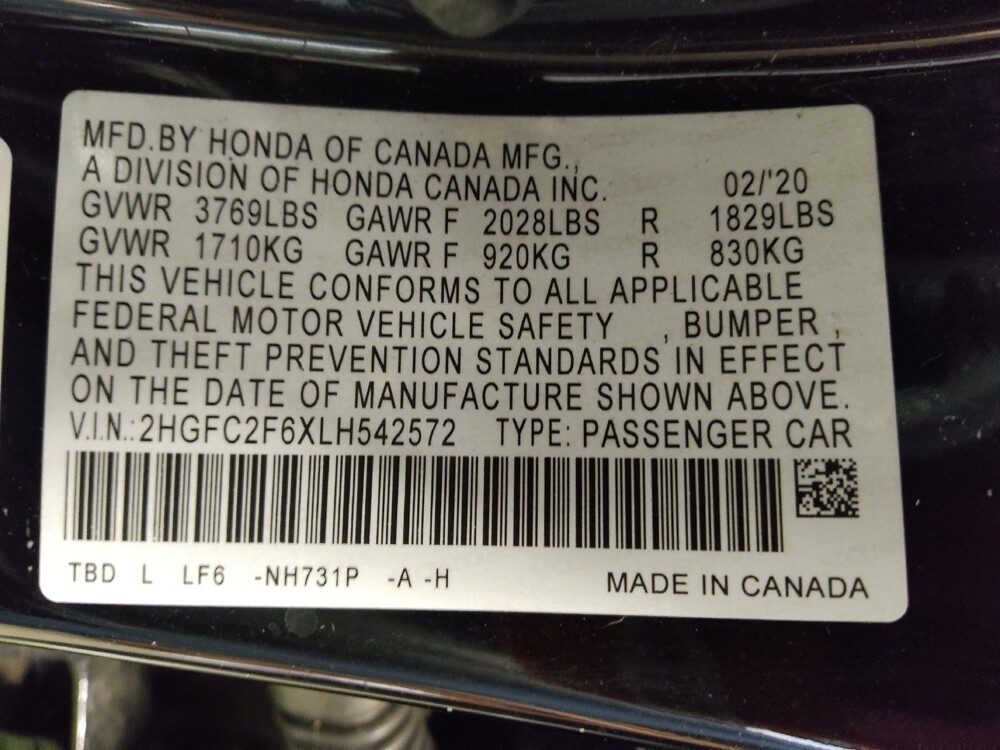 MFD.BY HONDA OF CANADA MFG.,
A DIVISION OF HONDA CANADA INC. 02/'20
GVWR 3769LBS GAWR F 2028LBS R 1829LBS
GVWR 1710KG GAWR F 920KG R 830KG
THIS VEHICLE CONFORMS TO ALL APPLICABLE
FEDERAL MOTOR VEHICLE SAFETY , BUMPER ,
AND THEFT PREVENTION STANDARDS IN EFFECT
ON THE DATE OF MANUFACTURE SHOWN ABOVE.
V.I.N.:2HGFC2F6XLH542572 TYPE: PASSENGER CAR
TBD L LF6 -NH731P -A -H MADE IN CANADA